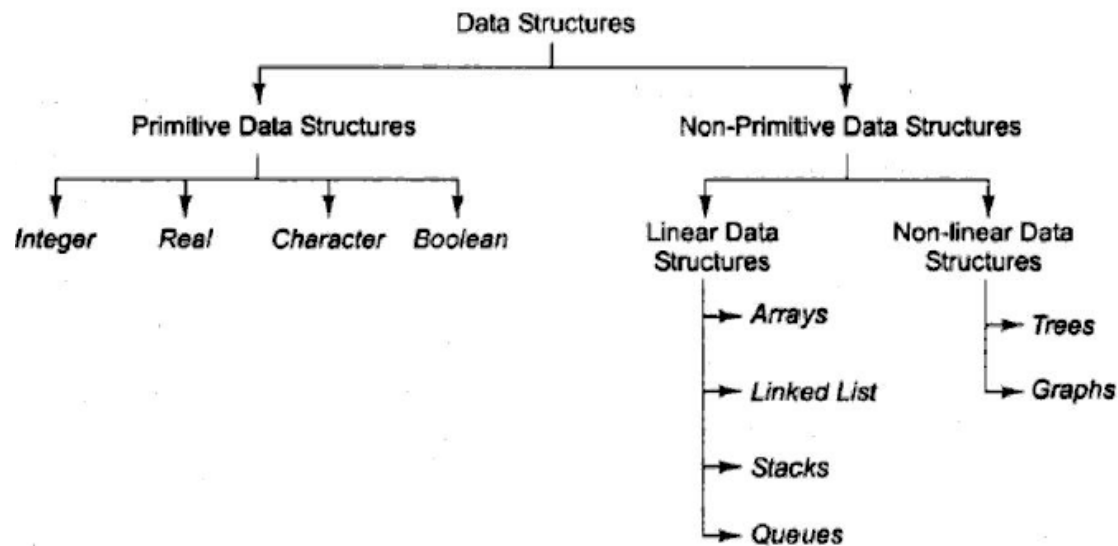 Data Structures
Primitive Data Structures
Non-Primitive Data Structures
Integer
Real
Character
Boolean
Linear Data
Structures
Non-linear Data
Structures
Arrays
Linked List
Stacks
Queues
Trees
Graphs